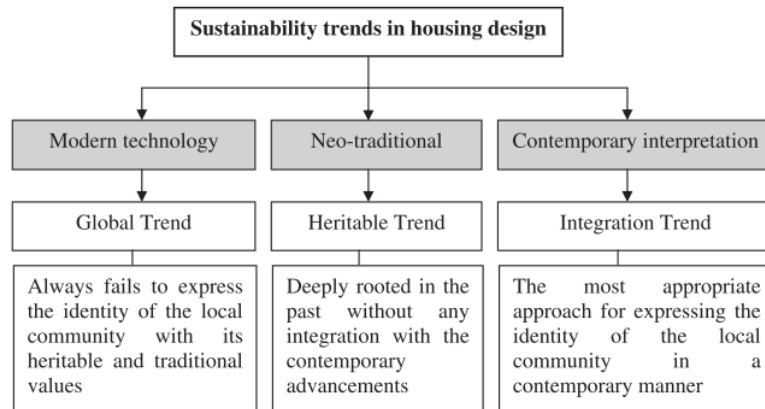 Sustainability trends in housing design
Modern technology
Neo-traditional
Contemporary interpretation
Global Trend
Heritable Trend
Integration Trend
Always fails to express
the identity of the local
community with its
heritable and traditional
values
Deeply rooted in the
past without any
integration with the
contemporary
advancements
The most appropriate
approach for expressing the
identity of the local
community in a
contemporary manner